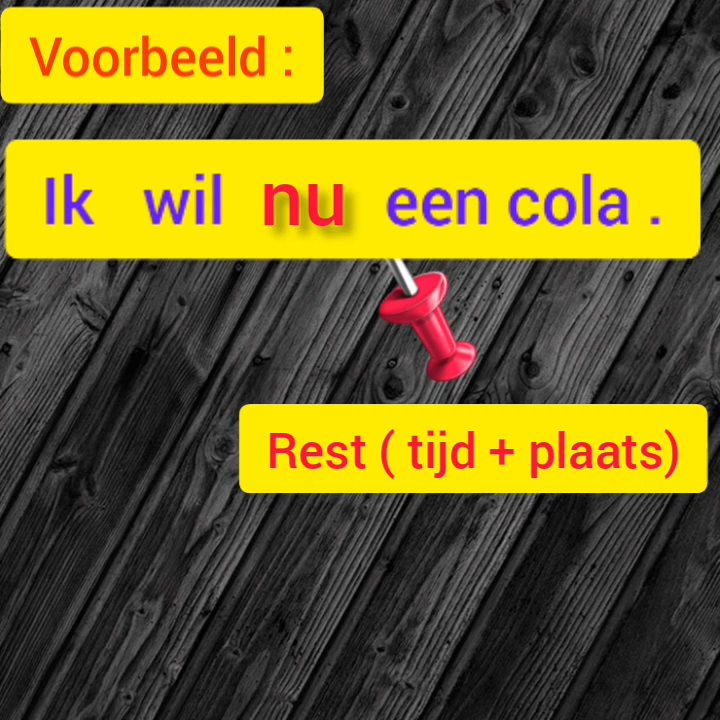 Voorbeeld :
Ik wil nu een cola .
Rest ( tijd + plaats)